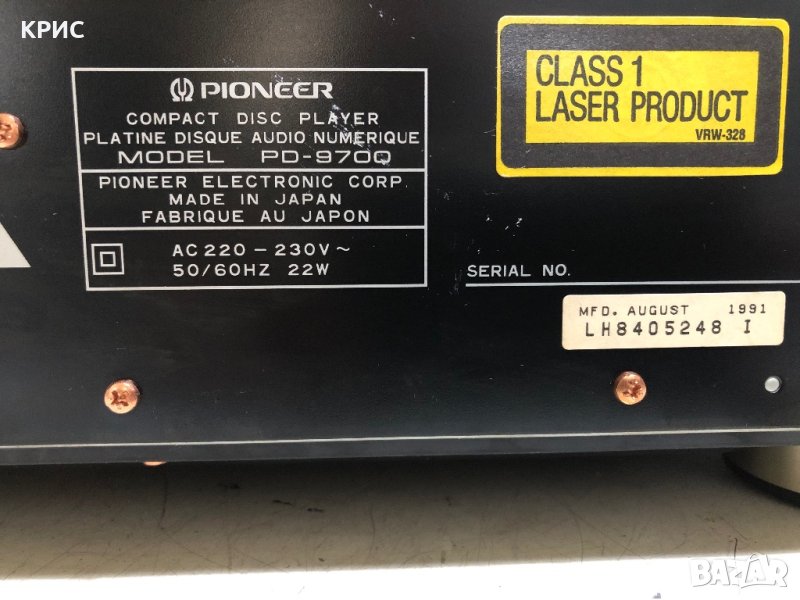 КРИС
PIONEER
COMPACT DISC PLAYER
PLATINE DISQUE AUDIO NUMERIQUE
MODEL PD-9700
PIONEER ELECTRONIC CORP.
MADE IN JAPAN
FABRIQUE AU JAPON
AC 220 – 230V ~
50/60HZ 22W
CLASS 1
LASER PRODUCT
VRW-328
SERIAL NO.
MFD. AUGUST 1991
LH8405248 I
BAZAR